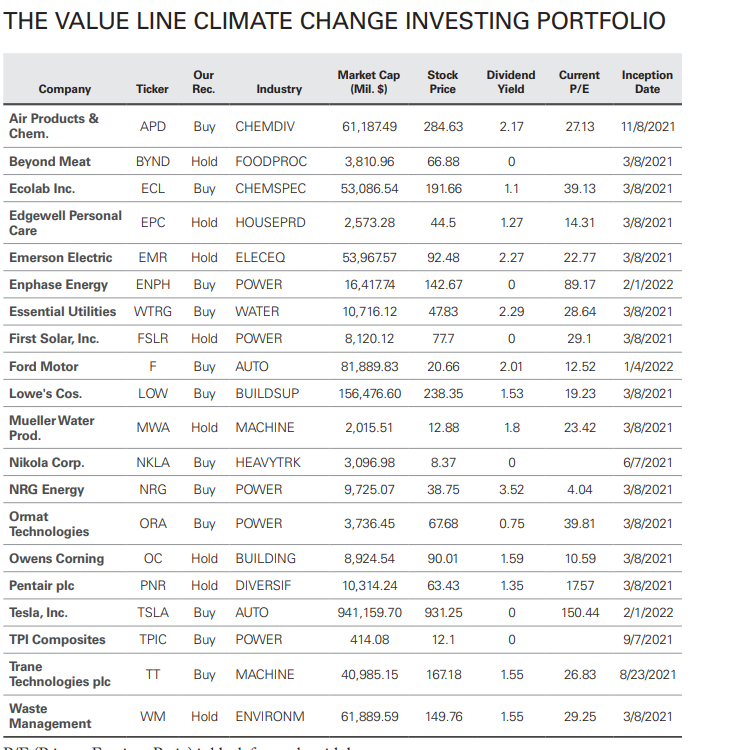 THE VALUE LINE CLIMATE CHANGE INVESTING PORTFOLIO
Company Ticker Our Rec. Industry Market Cap (Mil. $) Stock Price Dividend Yield Current P/E Inception Date
Air Products & Chem. APD Buy CHEMDIV 61,187.49 284.63 2.17 27.13 11/8/2021
Beyond Meat BYND Hold FOODPROC 3,810.96 66.88 0 3/8/2021
Ecolab Inc. ECL Buy CHEMSPEC 53,086.54 191.66 1.1 39.13 3/8/2021
Edgewell Personal Care EPC Hold HOUSEPRD 2,573.28 44.5 1.27 14.31 3/8/2021
Emerson Electric EMR Hold ELECEQ 53,967.57 92.48 2.27 22.77 3/8/2021
Enphase Energy ENPH Buy POWER 16,417.74 142.67 0 89.17 2/1/2022
Essential Utilities WTRG Buy WATER 10,716.12 47.83 2.29 28.64 3/8/2021
First Solar, Inc. FSLR Hold POWER 8,120.12 77.7 0 29.1 3/8/2021
Ford Motor F Buy AUTO 81,889.83 20.66 2.01 12.52 1/4/2022
Lowe's Cos. LOW Buy BUILDSUP 156,476.60 238.35 1.53 19.23 3/8/2021
Mueller Water Prod. MWA Hold MACHINE 2,015.51 12.88 1.8 23.42 3/8/2021
Nikola Corp. NKLA Buy HEAVYTRK 3,096.98 8.37 0 6/7/2021
NRG Energy NRG Buy POWER 9,725.07 38.75 3.52 4.04 3/8/2021
Ormat Technologies ORA Buy POWER 3,736.45 67.68 0.75 39.81 3/8/2021
Owens Corning OC Hold BUILDING 8,924.54 90.01 1.59 10.59 3/8/2021
Pentair plc PNR Hold DIVERSIF 10,314.24 63.43 1.35 17.57 3/8/2021
Tesla, Inc. TSLA Buy AUTO 941,159.70 931.25 0 150.44 2/1/2022
TPI Composites TPIC Buy POWER 414.08 12.1 0 9/7/2021
Trane Technologies plc TT Buy MACHINE 40,985.15 167.18 1.55 26.83 8/23/2021
Waste Management WM Hold ENVIRONM 61,889.59 149.76 1.55 29.25 3/8/2021